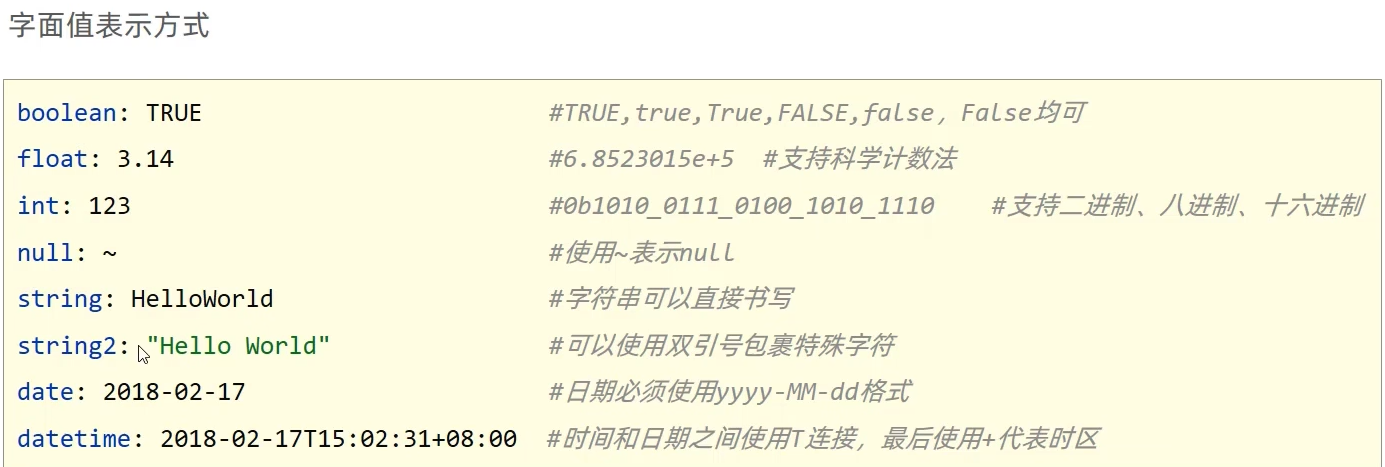 字面值表示方式
boolean: TRUE #TRUE,true,True,FALSE,false, False均可
float: 3.14 #6.8523015e+5 #支持科学计数法
int: 123 #0b1010_0111_0100_1010_1110 #支持二进制、八进制、十六进制
null: ~ #使用~表示null
string: HelloWorld #字符串可以直接书写
string2: "Hello World" #可以使用双引号包裹特殊字符
date: 2018-02-17 #日期必须使用yyyy-MM-dd格式
datetime: 2018-02-17T15:02:31+08:00 #时间和日期之间使用T连接，最后使用+代表时区